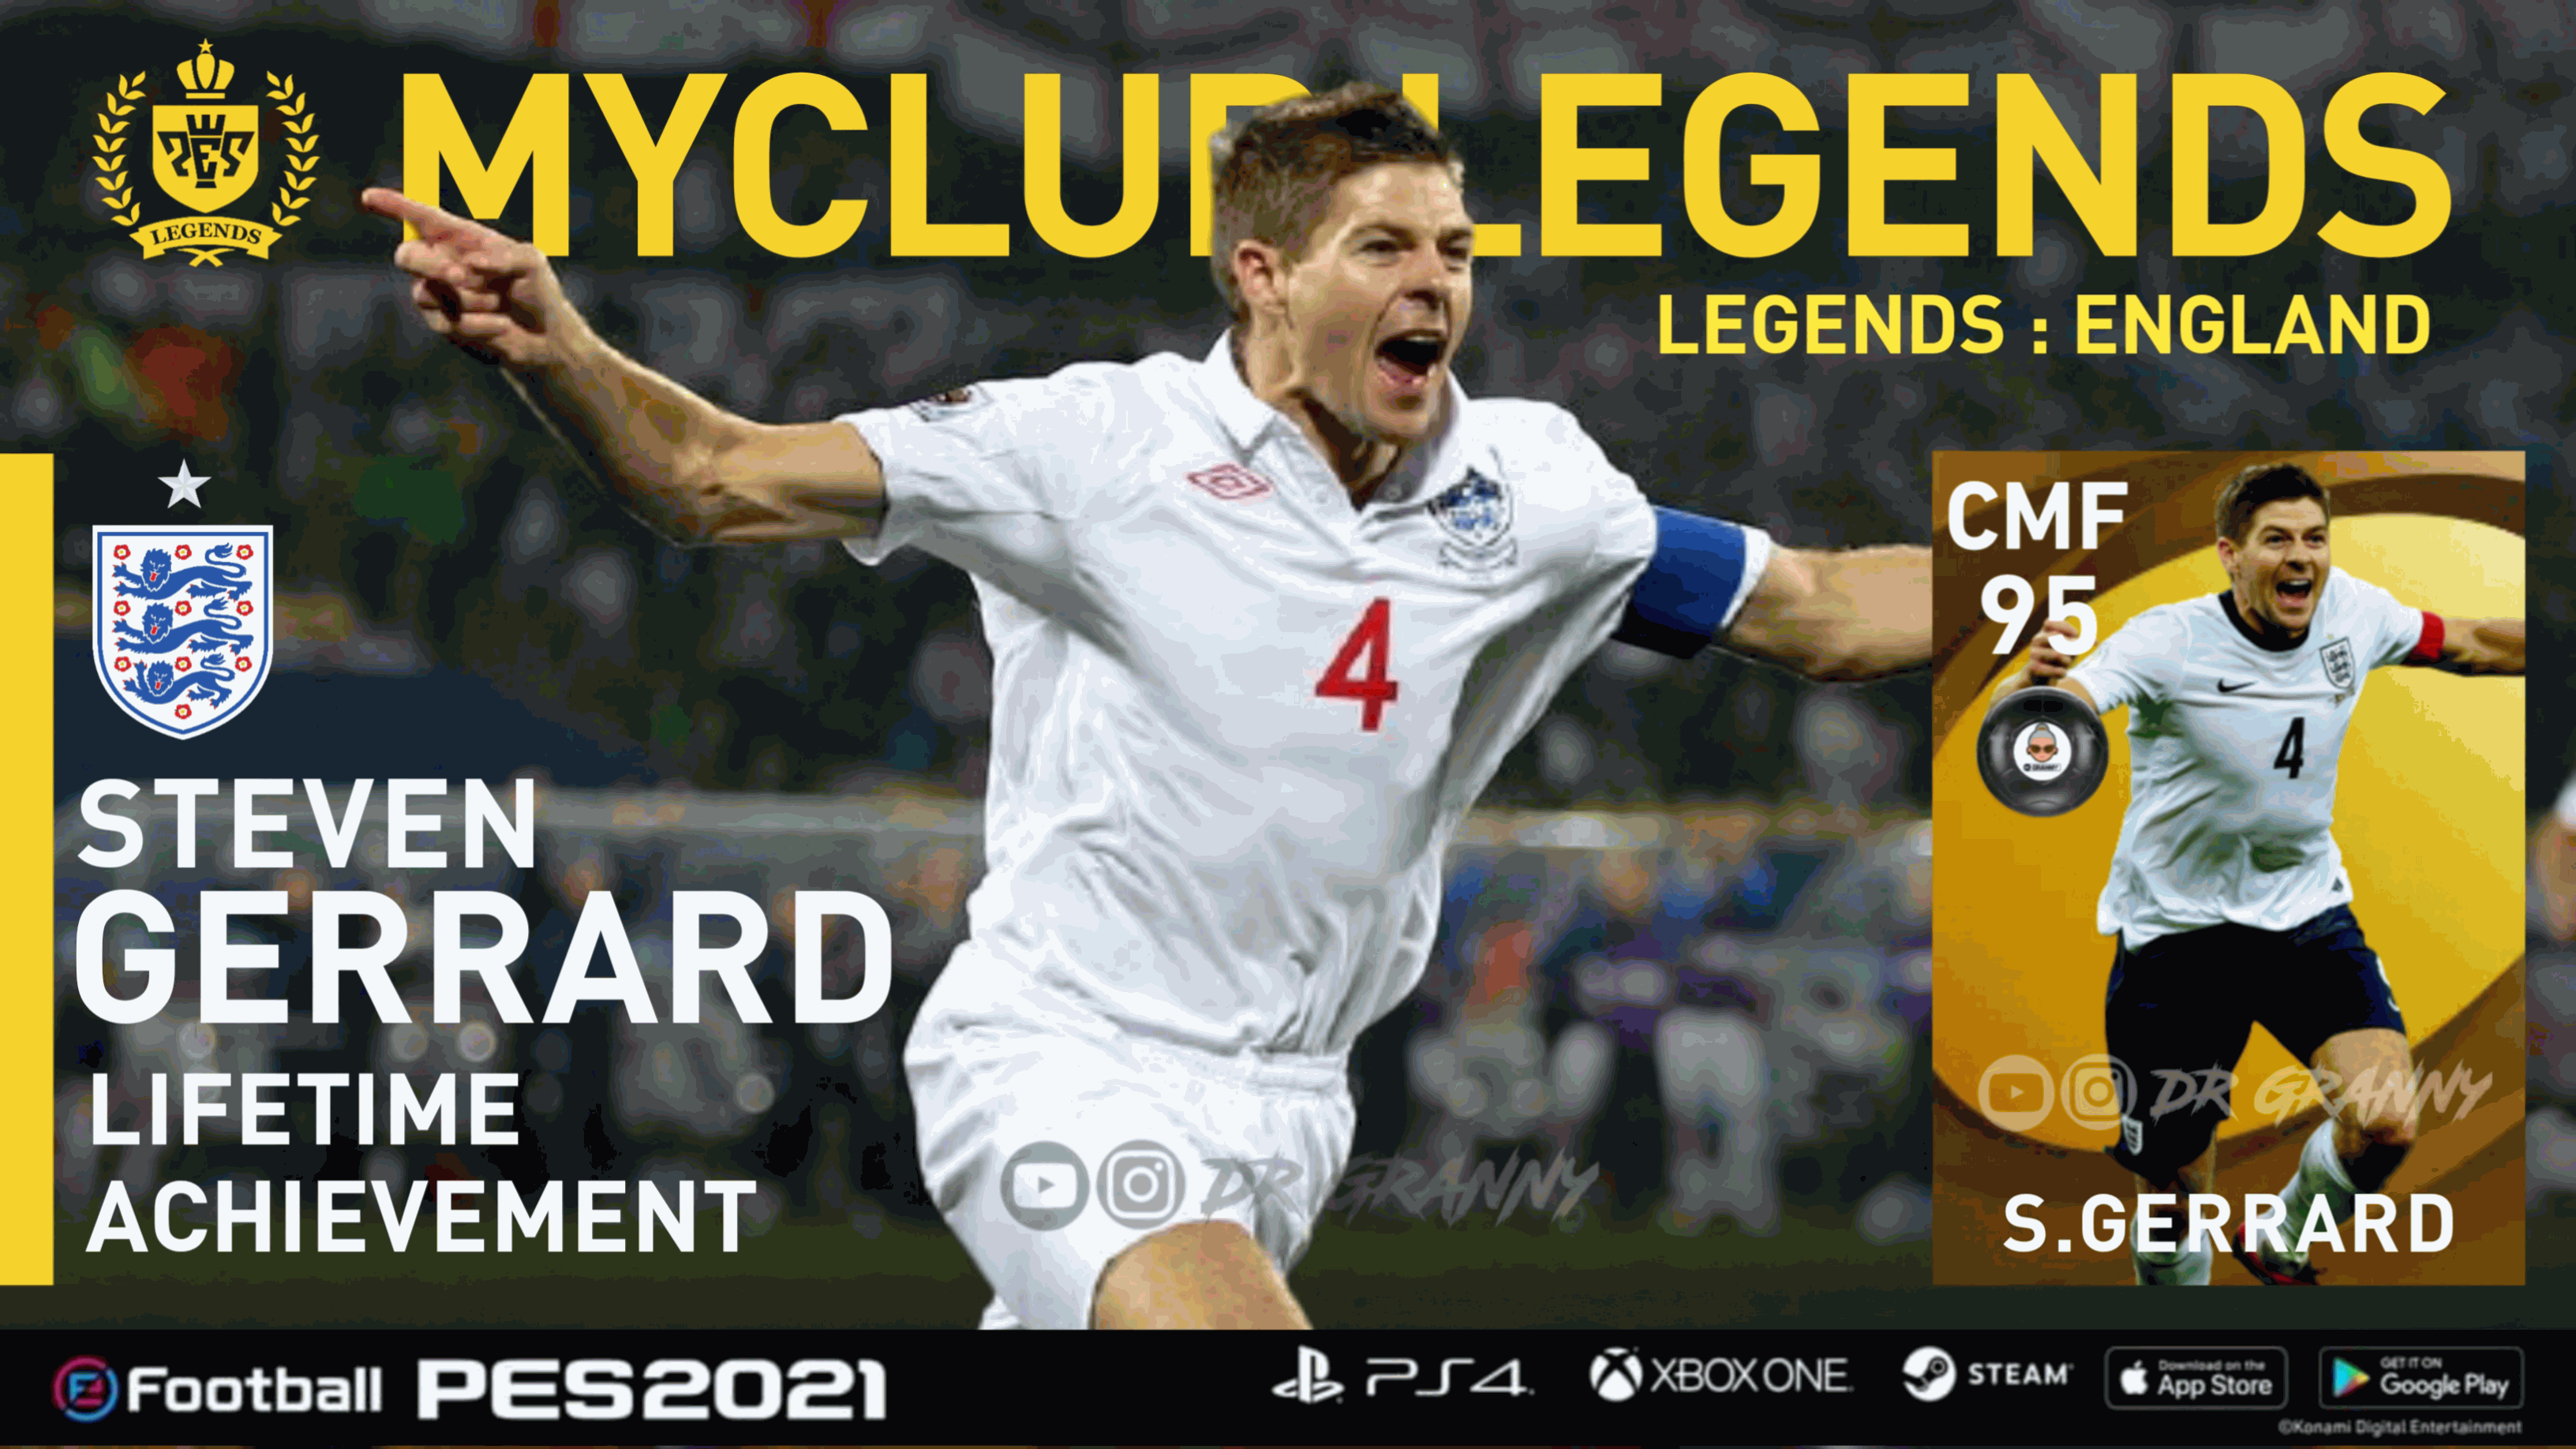 MYCLUB LEGENDS
PES
LEGENDS
LEGENDS : ENGLAND
CMF
95
4
4
STEVEN
GERRARD
LIFETIME
ACHIEVEMENT
DR GRANNY
DR GRANNY
S.GERRARD
eFootball PES2021
PS4 XBOX ONE STEAM
Download on the
App Store
GET IT ON
Google Play
©Konami Digital Entertainment